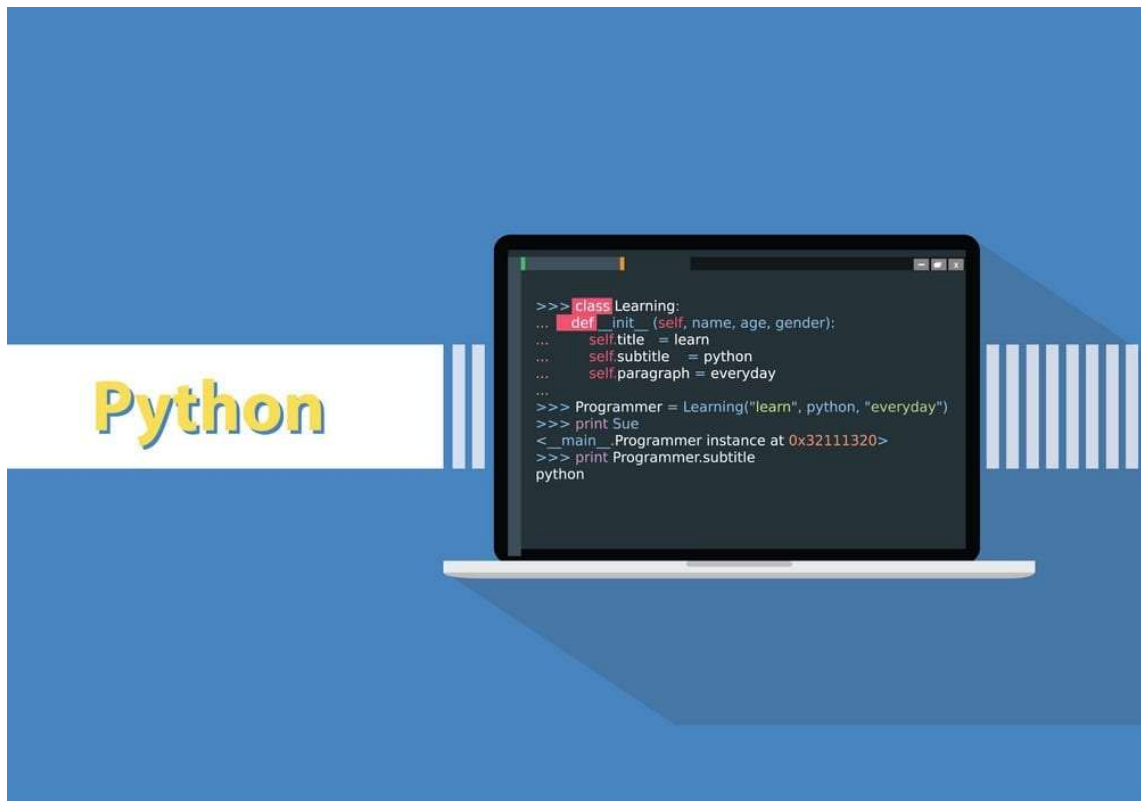 Python
>>> class Learning:
... def __init__ (self, name, age, gender):
... self.title = learn
... self.subtitle = python
... self.paragraph = everyday
...
>>> Programmer = Learning("learn", python, "everyday")
>>> print Sue
<__main__.Programmer instance at 0x32111320>
>>> print Programmer.subtitle
python